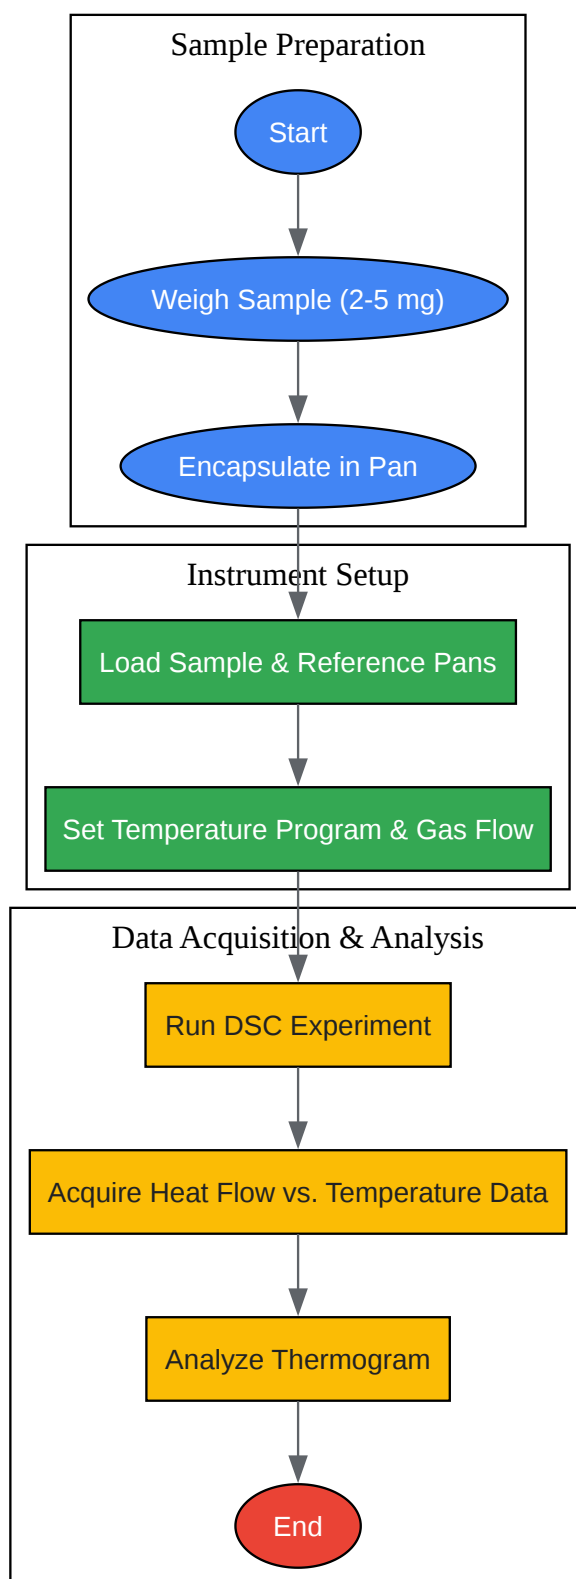 Sample Preparation
Start
Weigh Sample (2-5 mg)
Encapsulate in Pan
Instrument Setup
Load Sample & Reference Pans
Set Temperature Program & Gas Flow
Data Acquisition & Analysis
Run DSC Experiment
Acquire Heat Flow vs. Temperature Data
Analyze Thermogram
End